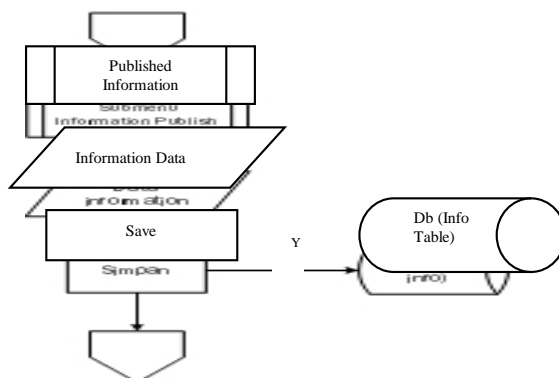 Published
Information
Submenu
Information Publish
Information Data
Data
information
Save
Simpan
Y
Db (Info
Table)
info)